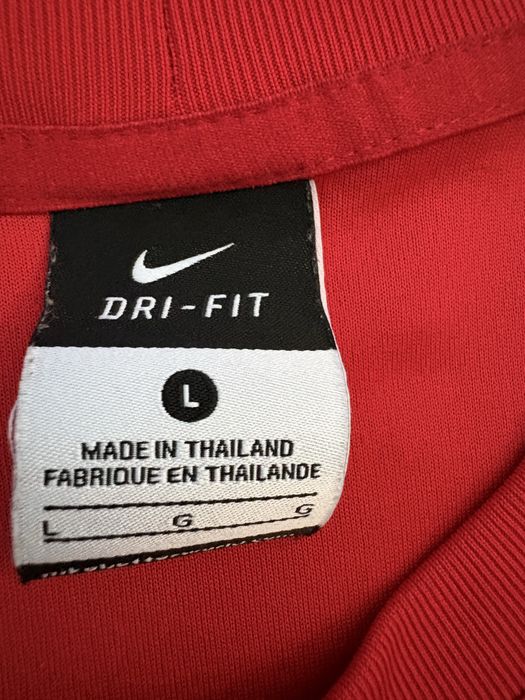 DRI-FIT
L
MADE IN THAILAND
FABRIQUE EN THAILANDE
L G G